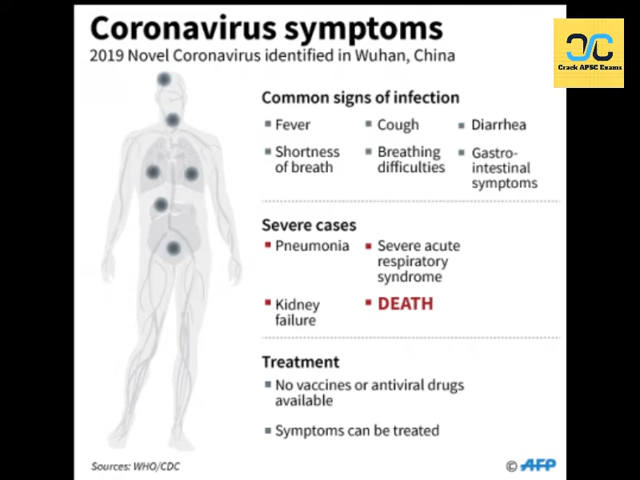 Coronavirus symptoms
2019 Novel Coronavirus identified in Wuhan, China
Crack APSC Exams
Common signs of infection
Fever
Cough
Diarrhea
Shortness
of breath
Breathing
difficulties
Gastro-
intestinal
symptoms
Severe cases
Pneumonia
Severe acute
respiratory
syndrome
Kidney
failure
DEATH
Treatment
No vaccines or antiviral drugs
available
Symptoms can be treated
Sources: WHO/CDC
© AFP